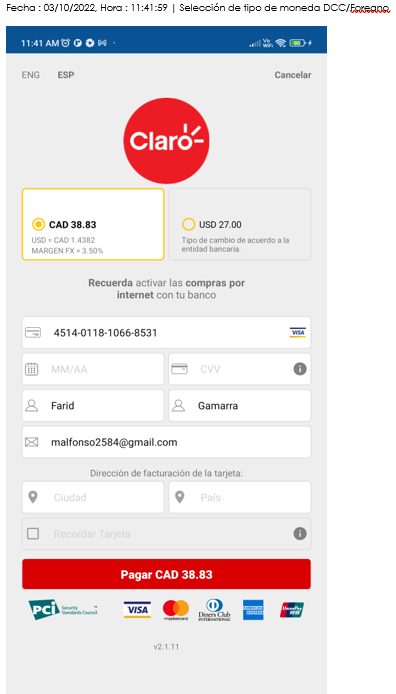 Fecha : 03/10/2022, Hora : 11:41:59 | Selección de tipo de moneda DCC/Foreano
11:41 AM
ENG ESP Cancelar
Claro-
CAD 38.83 USD 27.00
USD = CAD 1.4382 Tipo de cambio de acuerdo a la
MARGEN FX = 3.50% entidad bancaria.
Recuerda activar las compras por
internet con tu banco
4514-0118-1066-8531 VISA
MM/AA CVV
Farid Gamarra
malfonso2584@gmail.com
Dirección de facturación de la tarjeta:
Ciudad País
Recordar Tarjeta
Pagar CAD 38.83
PCI Security Standards Council VISA mastercard Diners Club INTERNATIONAL AMERICAN EXPRESS UnionPay
v2.1.11